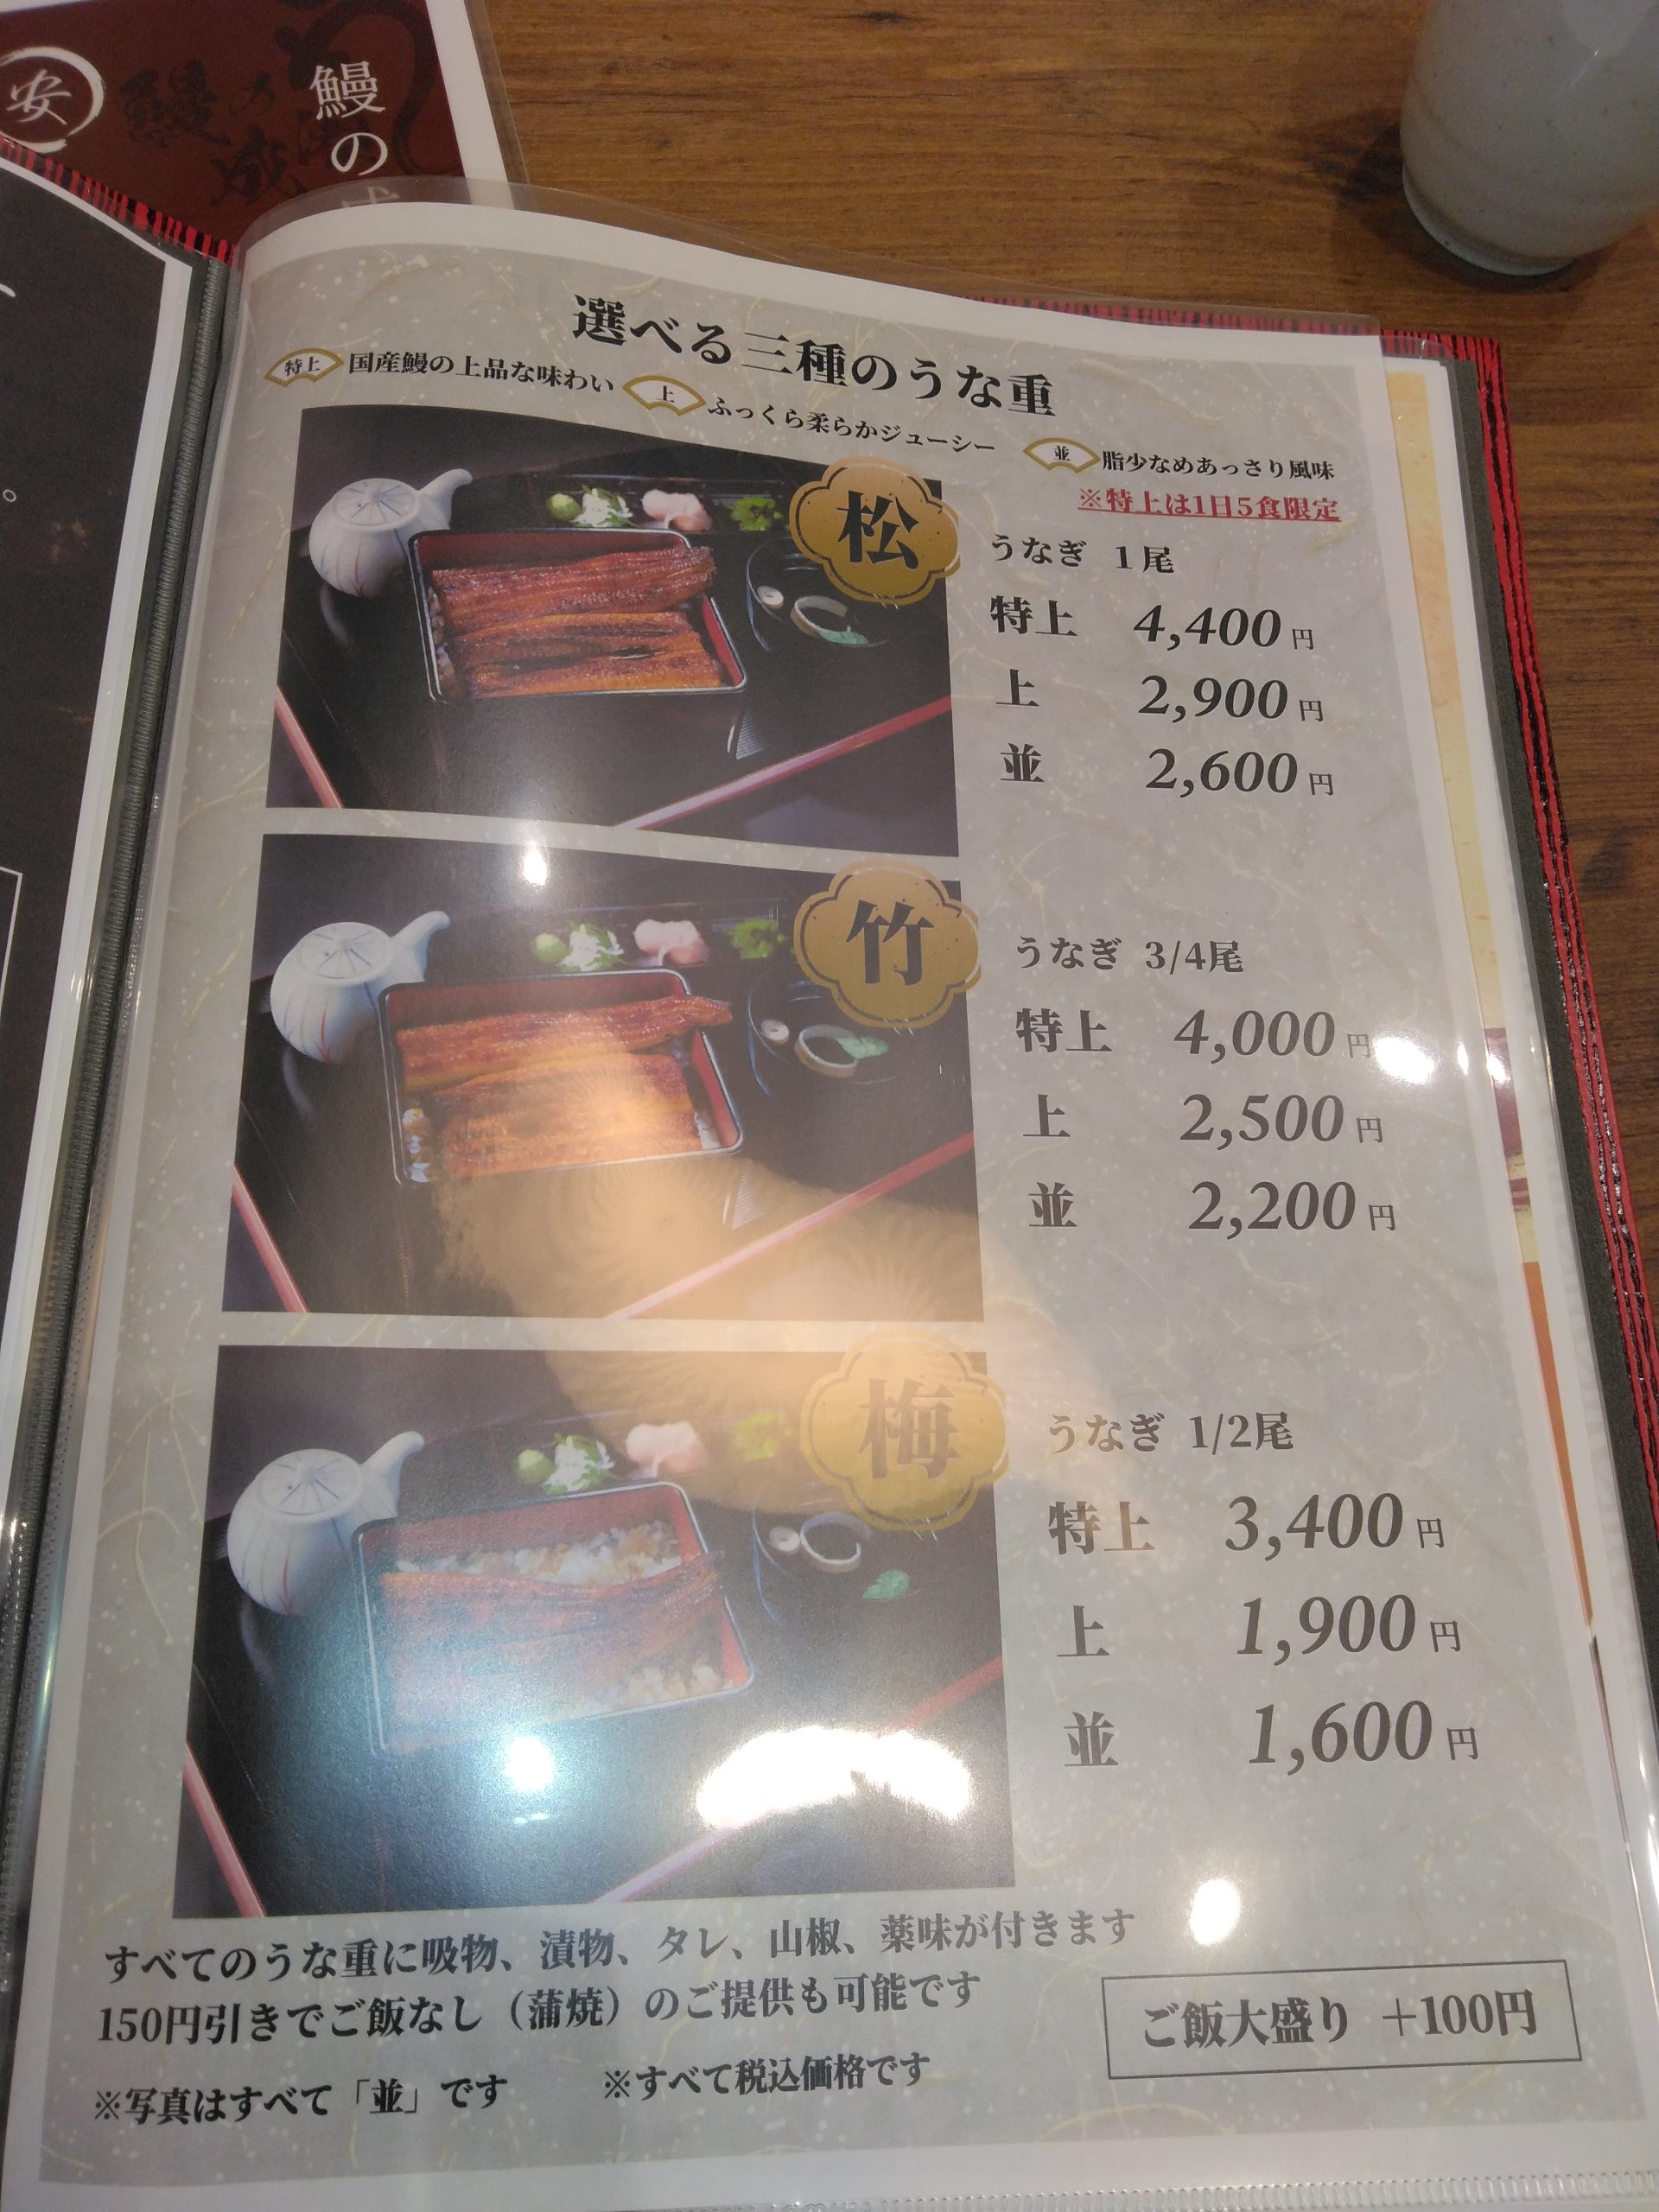 安
鰻の
選べる三種のうな重
特上 国産鰻の上品な味わい 上 ふっくら柔らかジューシー 並 脂少なめあっさり風味
※特上は1日5食限定
松
うなぎ 1尾
特上 4,400円
上 2,900円
並 2,600円
竹
うなぎ 3/4尾
特上 4,000円
上 2,500円
並 2,200円
梅
うなぎ 1/2尾
特上 3,400円
上 1,900円
並 1,600円
すべてのうな重に吸物、漬物、タレ、山椒、薬味が付きます
150円引きでご飯なし（蒲焼）のご提供も可能です
ご飯大盛り +100円
※写真はすべて「並」です ※すべて税込価格です